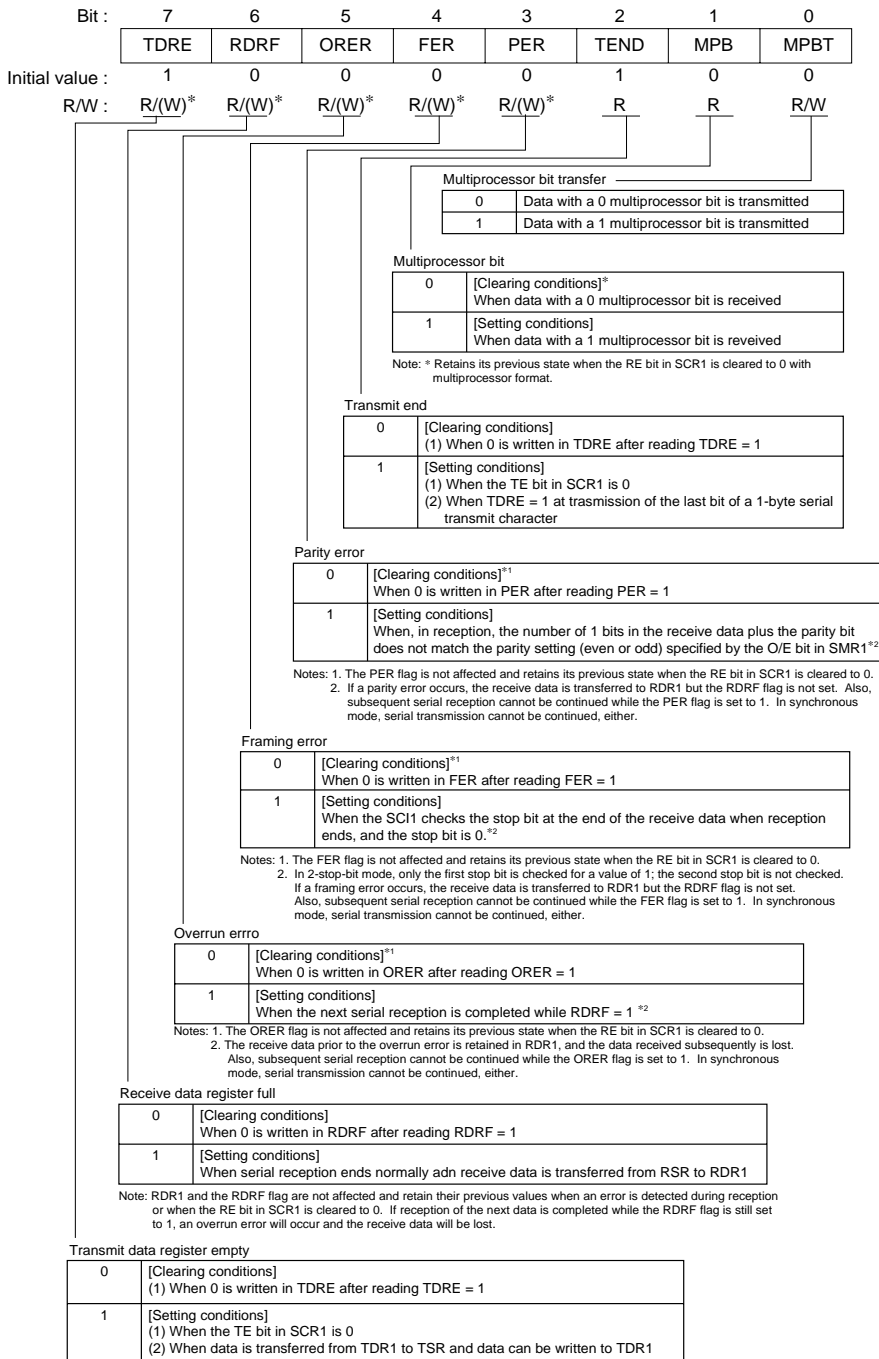 Bit : 7 6 5 4 3 2 1 0
TDRE RDRF ORER FER PER TEND MPB MPBT
Initial value : 1 0 0 0 0 1 0 0
R/W : R/(W)* R/(W)* R/(W)* R/(W)* R/(W)* R R R/W
Multiprocessor bit transfer
0 Data with a 0 multiprocessor bit is transmitted
1 Data with a 1 multiprocessor bit is transmitted
Multiprocessor bit
0 [Clearing conditions]*
When data with a 0 multiprocessor bit is received
1 [Setting conditions]
When data with a 1 multiprocessor bit is reveived
Note: * Retains its previous state when the RE bit in SCR1 is cleared to 0 with
multiprocessor format.
Transmit end
0 [Clearing conditions]
(1) When 0 is written in TDRE after reading TDRE = 1
1 [Setting conditions]
(1) When the TE bit in SCR1 is 0
(2) When TDRE = 1 at trasmission of the last bit of a 1-byte serial
transmit character
Parity error
0 [Clearing conditions]*1
When 0 is written in PER after reading PER = 1
1 [Setting conditions]
When, in reception, the number of 1 bits in the receive data plus the parity bit
does not match the parity setting (even or odd) specified by the O/E bit in SMR1*2
Notes: 1. The PER flag is not affected and retains its previous state when the RE bit in SCR1 is cleared to 0.
2. If a parity error occurs, the receive data is transferred to RDR1 but the RDRF flag is not set. Also,
subsequent serial reception cannot be continued while the PER flag is set to 1. In synchronous
mode, serial transmission cannot be continued, either.
Framing error
0 [Clearing conditions]*1
When 0 is written in FER after reading FER = 1
1 [Setting conditions]
When the SCI1 checks the stop bit at the end of the receive data when reception
ends, and the stop bit is 0.*2
Notes: 1. The FER flag is not affected and retains its previous state when the RE bit in SCR1 is cleared to 0.
2. In 2-stop-bit mode, only the first stop bit is checked for a value of 1; the second stop bit is not checked.
If a framing error occurs, the receive data is transferred to RDR1 but the RDRF flag is not set.
Also, subsequent serial reception cannot be continued while the FER flag is set to 1. In synchronous
mode, serial transmission cannot be continued, either.
Overrun errro
0 [Clearing conditions]*1
When 0 is written in ORER after reading ORER = 1
1 [Setting conditions]
When the next serial reception is completed while RDRF = 1 *2
Notes: 1. The ORER flag is not affected and retains its previous state when the RE bit in SCR1 is cleared to 0.
2. The receive data prior to the overrun error is retained in RDR1, and the data received subsequently is lost.
Also, subsequent serial reception cannot be continued while the ORER flag is set to 1. In synchronous
mode, serial transmission cannot be continued, either.
Receive data register full
0 [Clearing conditions]
When 0 is written in RDRF after reading RDRF = 1
1 [Setting conditions]
When serial reception ends normally adn receive data is transferred from RSR to RDR1
Note: RDR1 and the RDRF flag are not affected and retain their previous values when an error is detected during reception
or when the RE bit in SCR1 is cleared to 0. If reception of the next data is completed while the RDRF flag is still set
to 1, an overrun error will occur and the receive data will be lost.
Transmit data register empty
0 [Clearing conditions]
(1) When 0 is written in TDRE after reading TDRE = 1
1 [Setting conditions]
(1) When the TE bit in SCR1 is 0
(2) When data is transferred from TDR1 to TSR and data can be written to TDR1